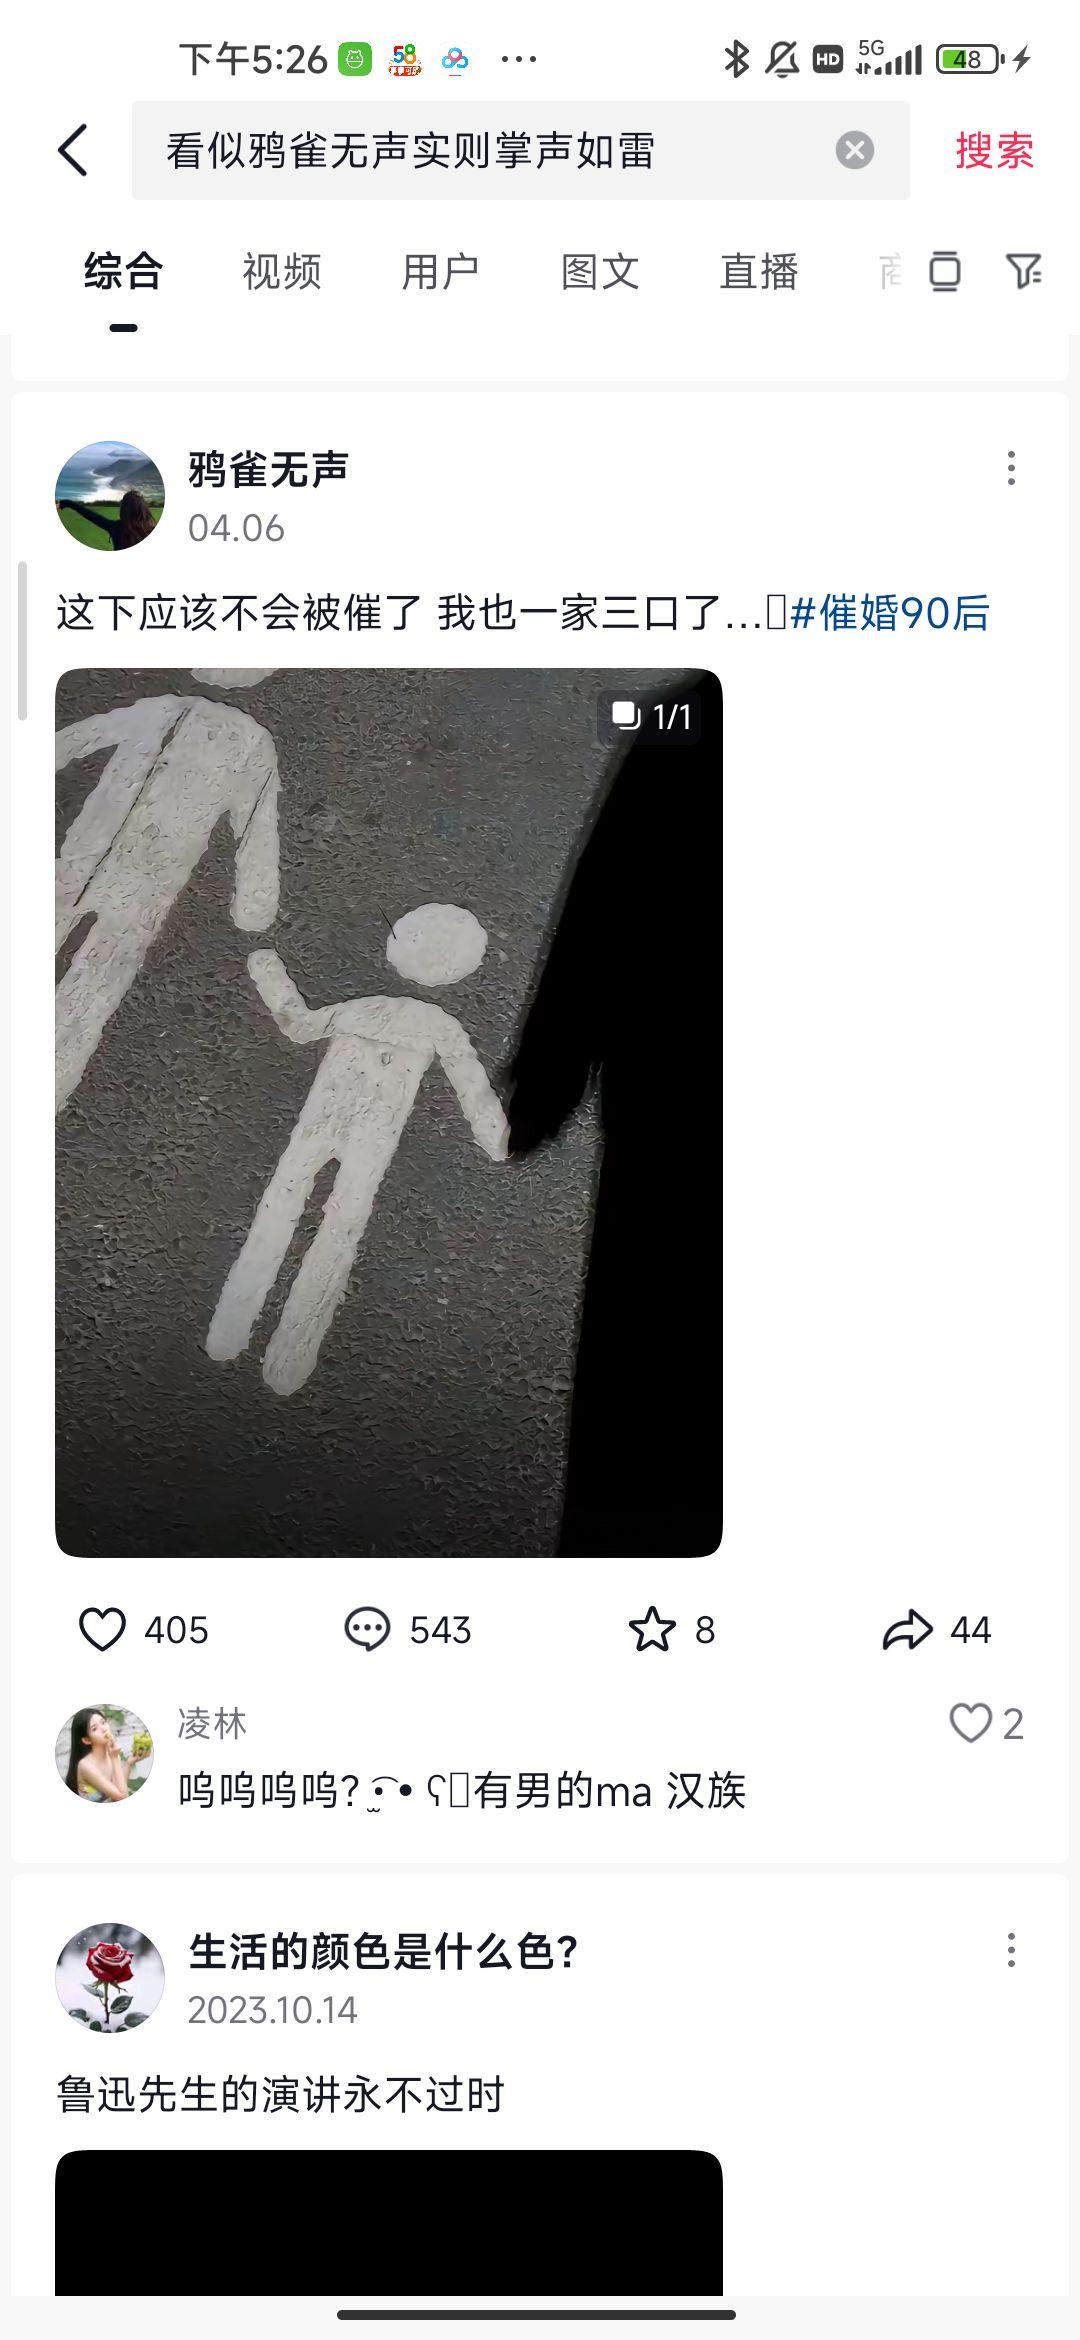 下午5:26
58
HD 5G 48
看似鸦雀无声实则掌声如雷
搜索
综合 视频 用户 图文 直播
鸦雀无声
04.06
这下应该不会被催了 我也一家三口了...#催婚90后
1/1
405 543 8 44
凌林
2
呜呜呜呜? 有男的ma 汉族
生活的颜色是什么色?
2023.10.14
鲁迅先生的演讲永不过时